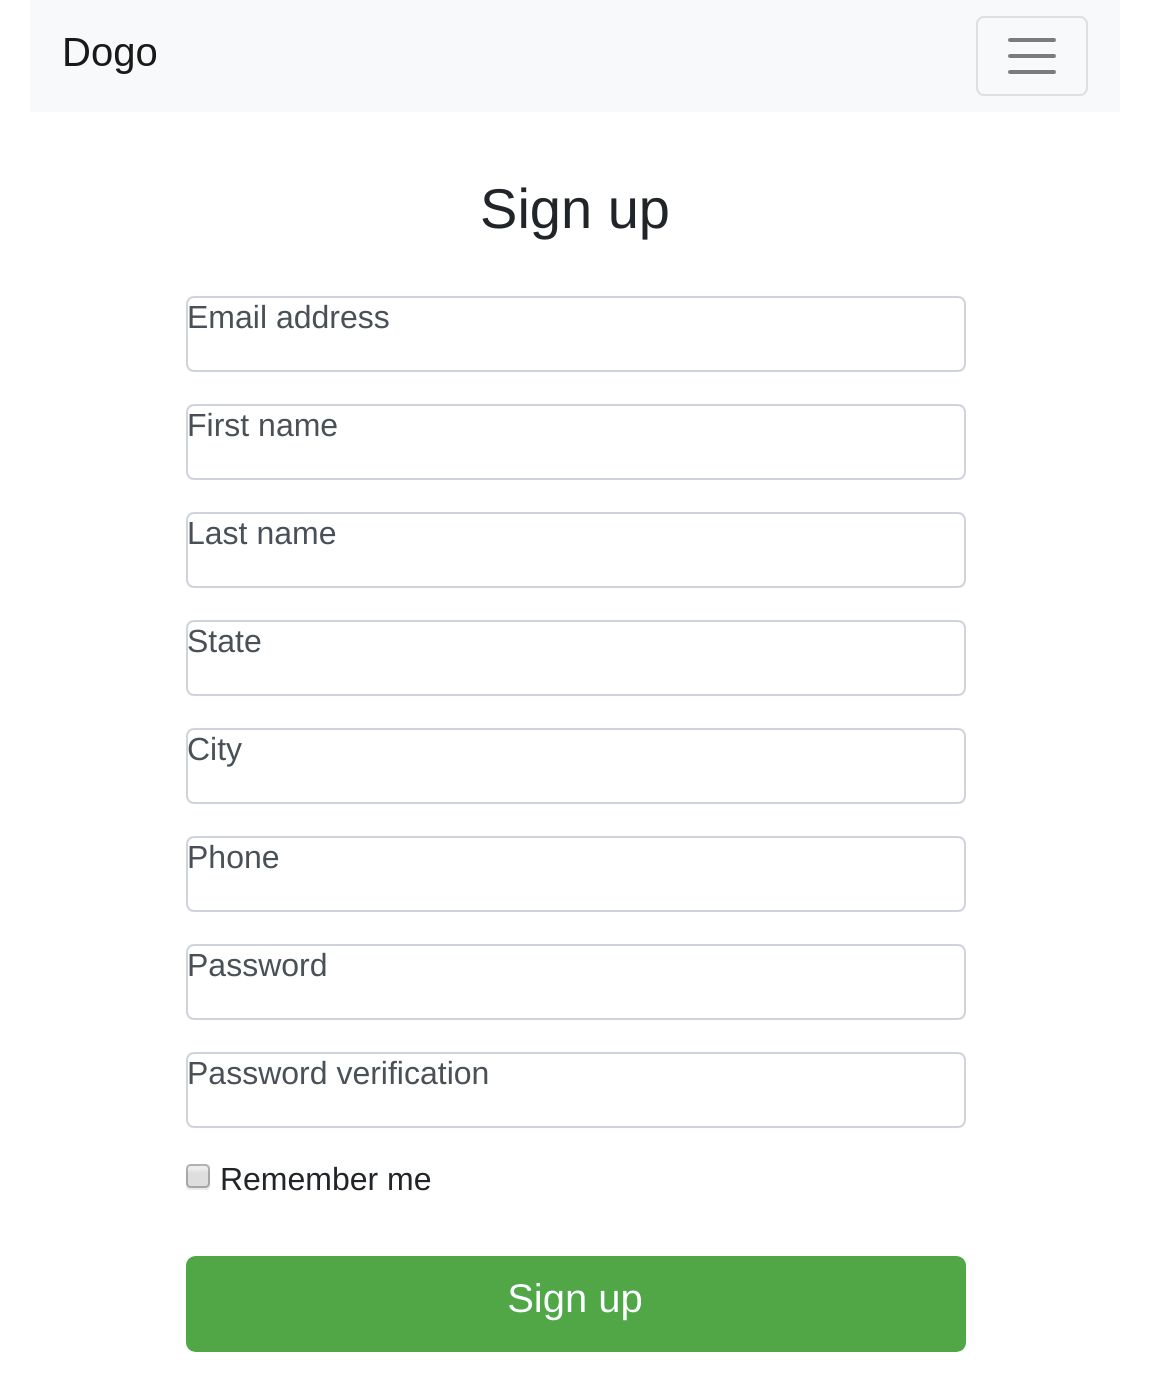 Dogo
Sign up
Email address
First name
Last name
State
City
Phone
Password
Password verification
Remember me
Sign up